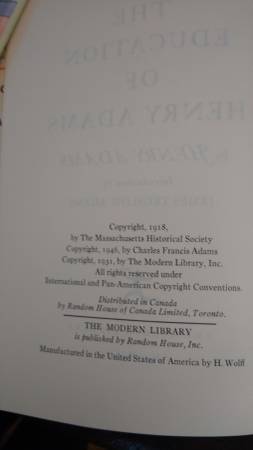 THE
EDUCATION
OF
HENRY ADAMS
HENRY ADAMS
Copyright, 1918,
by The Massachusetts Historical Society
Copyright, 1946, by Charles Francis Adams
Copyright, 1931, by The Modern Library, Inc.
All rights reserved under
International and Pan-American Copyright Conventions.
Distributed in Canada
by Random House of Canada Limited, Toronto.
THE MODERN LIBRARY
is published by Random House, Inc.
Manufactured in the United States of America by H. Wolff